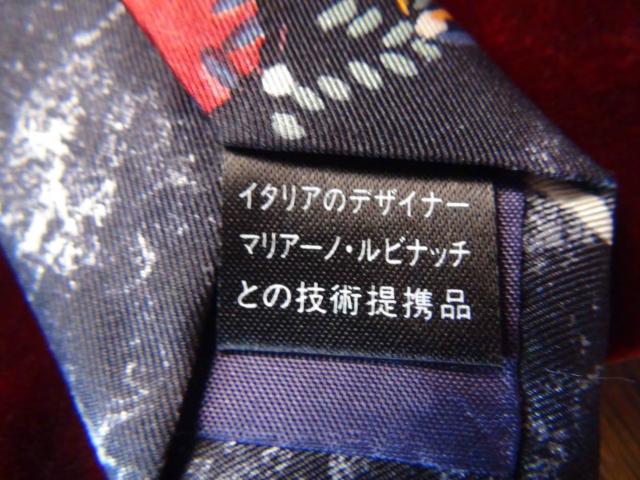 イタリアのデザイナー
マリアーノ・ルビナッチ
との技術提携品